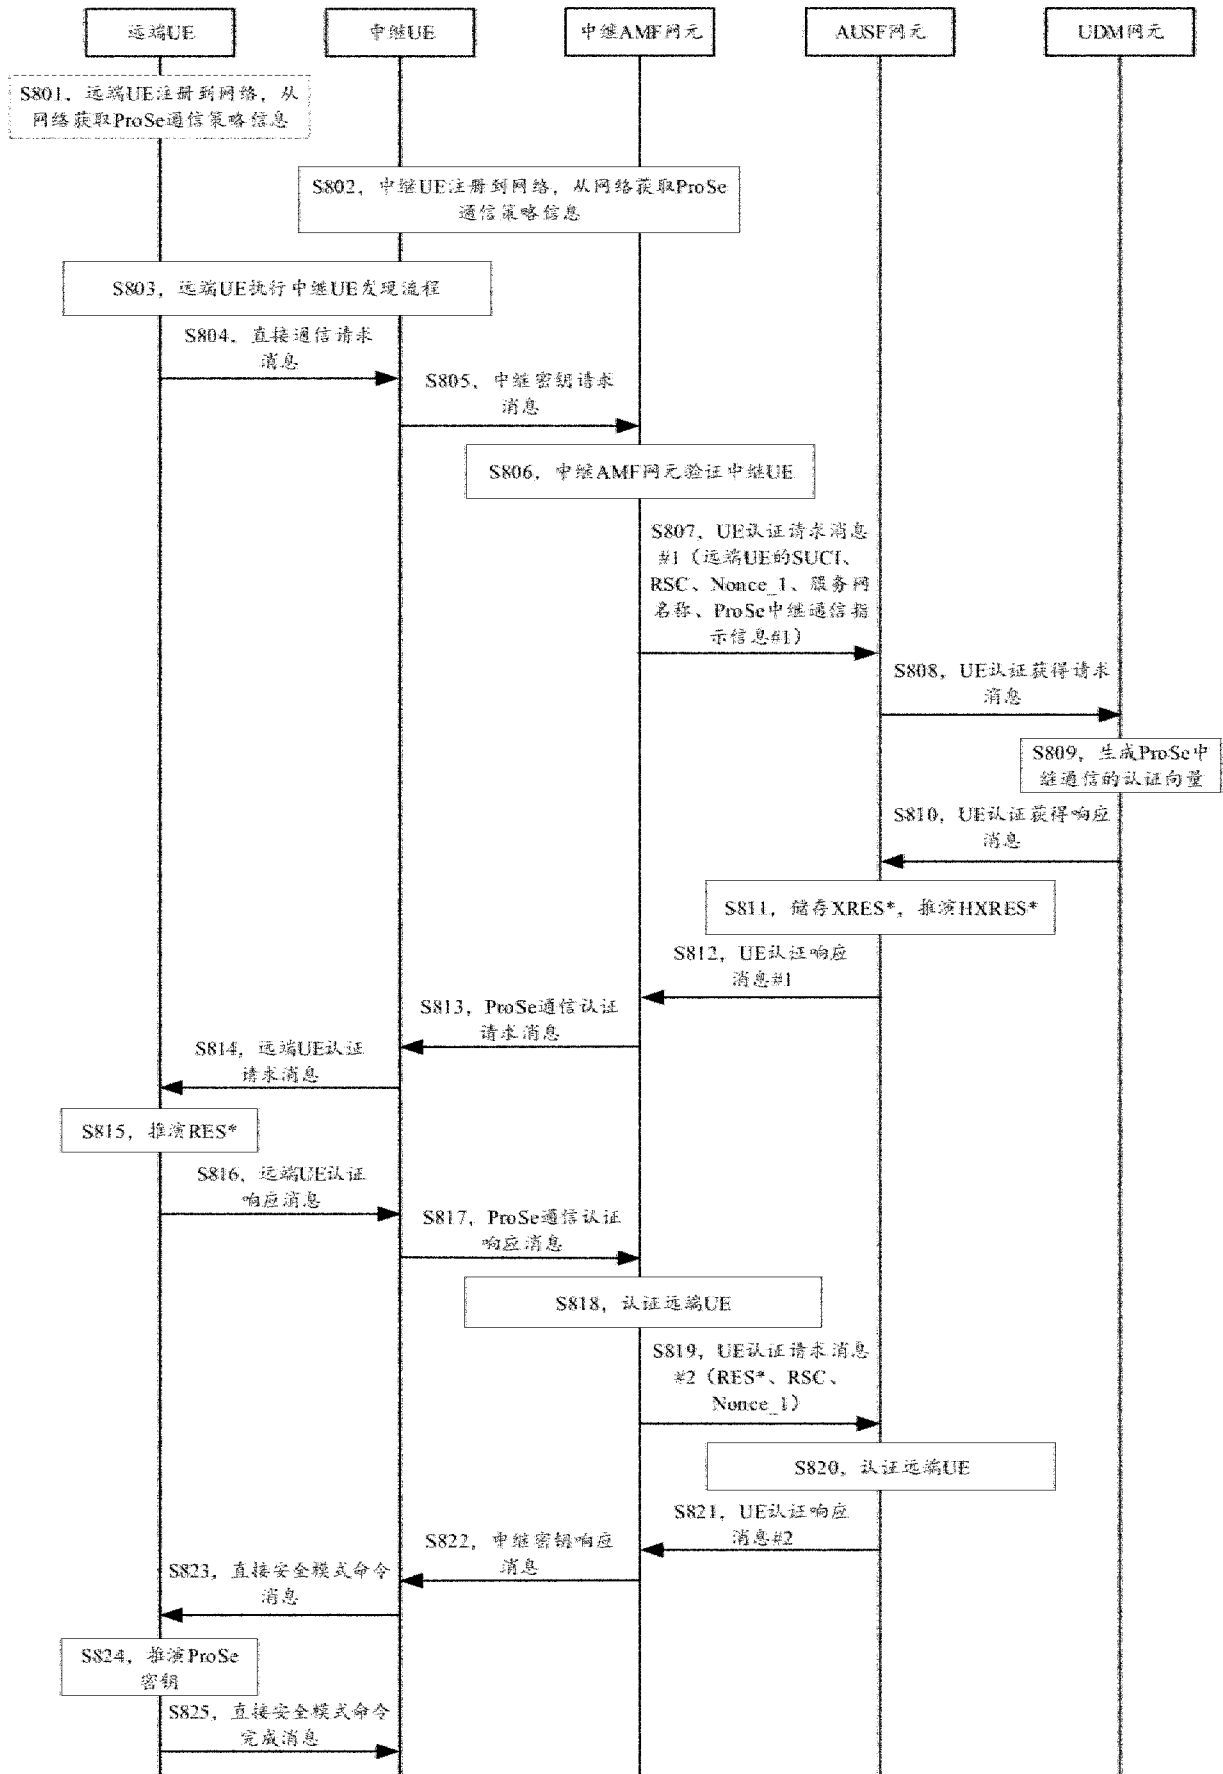 远端UE
中继UE
中继AMF网元
AUSF网元
UDM网元
S801，远端UE注册到网络，从
网络获取ProSe通信策略信息
S802，中继UE注册到网络，从网络获取ProSe
通信策略信息
S803，远端UE执行中继UE发现流程
S804，直接通信请求
消息
S805，中继密钥请求
消息
S806，中继AMF网元验证中继UE
S807，UE认证请求消息
#1（远端UE的SUCI、
RSC、Nonce_1、服务网
名称、ProSe中继通信指
示信息#1）
S808，UE认证获得请求
消息
S809，生成ProSe中
继通信的认证向量
S810，UE认证获得响应
消息
S811，储存XRES*，推演HXRES*
S812，UE认证响应
消息#1
S813，ProSe通信认证
请求消息
S814，远端UE认证
请求消息
S815，推演RES*
S816，远端UE认证
响应消息
S817，ProSe通信认证
响应消息
S818，认证远端UE
S819，UE认证请求消息
#2（RES*、RSC、
Nonce_1）
S820，认证远端UE
S821，UE认证响应
消息#2
S822，中继密钥响应
消息
S823，直接安全模式命令
消息
S824，推演ProSe
密钥
S825，直接安全模式命令
完成消息